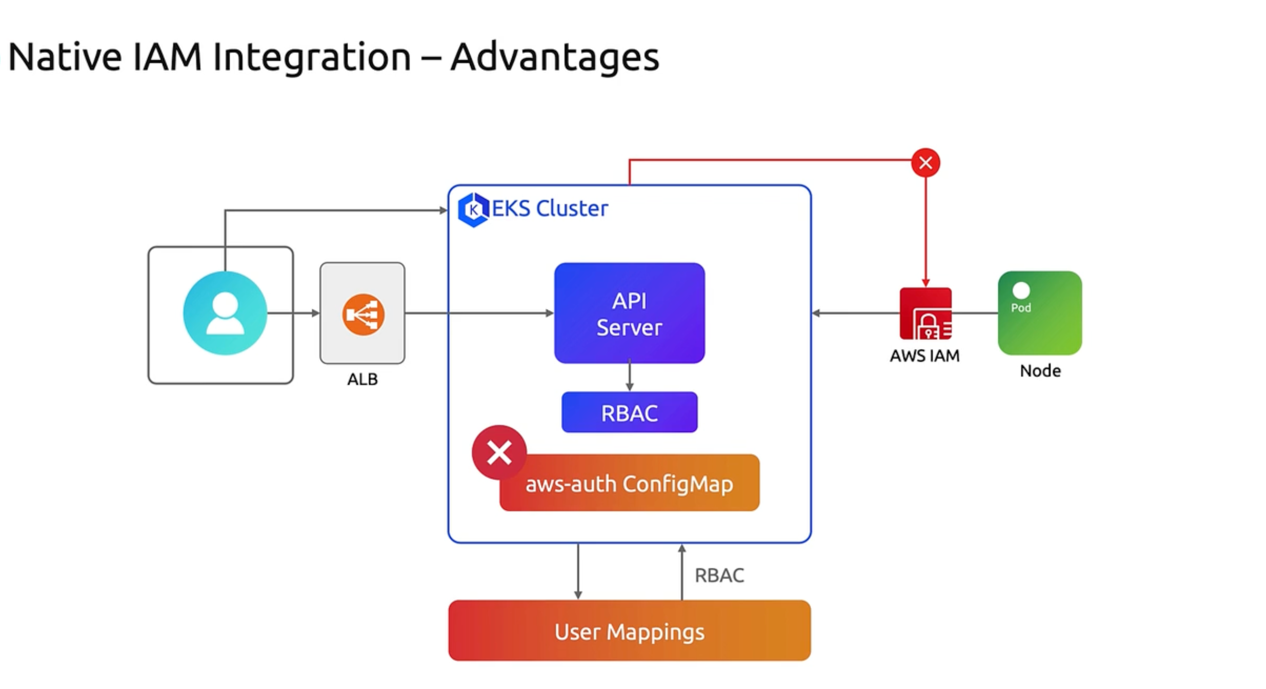 Native IAM Integration – Advantages
K
EKS Cluster
API
Server
RBAC
aws-auth ConfigMap
RBAC
User Mappings
ALB
AWS IAM
Pod
Node